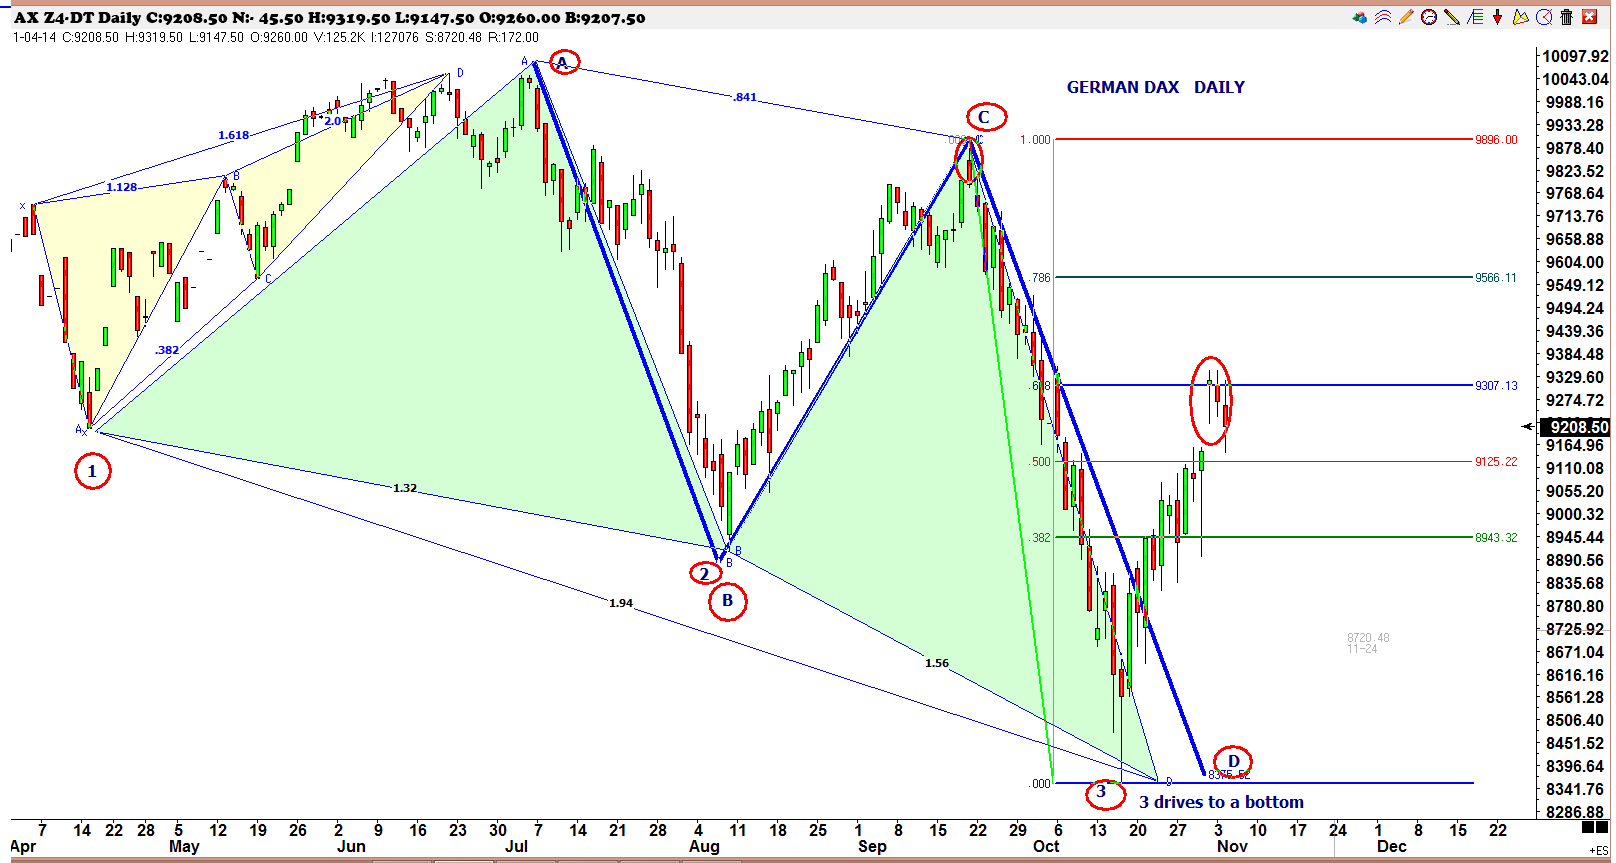 AX Z4-DT Daily C:9208.50 N:- 45.50 H:9319.50 L:9147.50 O:9260.00 B:9207.50
1-04-14 C:9208.50 H:9319.50 L:9147.50 O:9260.00 V:125.2K I:127076 S:8720.48 R:172.00
GERMAN DAX DAILY
A
A
D
.841
C
1.618
2.0
1.000
9896.00
1.128
B
X
C
.786
9566.11
.382
.618
9307.13
A
X
1
.500
9125.22
1.32
.382
8943.32
B
B
2
B
1.94
1.56
8720.48
11-24
D
8375.52
D
.000
3
3 drives to a bottom
10097.92
10043.04
9988.16
9933.28
9878.40
9823.52
9768.64
9713.76
9658.88
9604.00
9549.12
9494.24
9439.36
9384.48
9329.60
9274.72
9208.50
9164.96
9110.08
9055.20
9000.32
8945.44
8890.56
8835.68
8780.80
8725.92
8671.04
8616.16
8561.28
8506.40
8451.52
8396.64
8341.76
8286.88
7 14 22 28 5 12 19 26 2 9 16 23 30 7 14 21 28 4 11 18 25 1 8 15 22 29 6 13 20 27 3 10 17 24 1 8 15 22
Apr May Jun Jul Aug Sep Oct Nov Dec
+ES